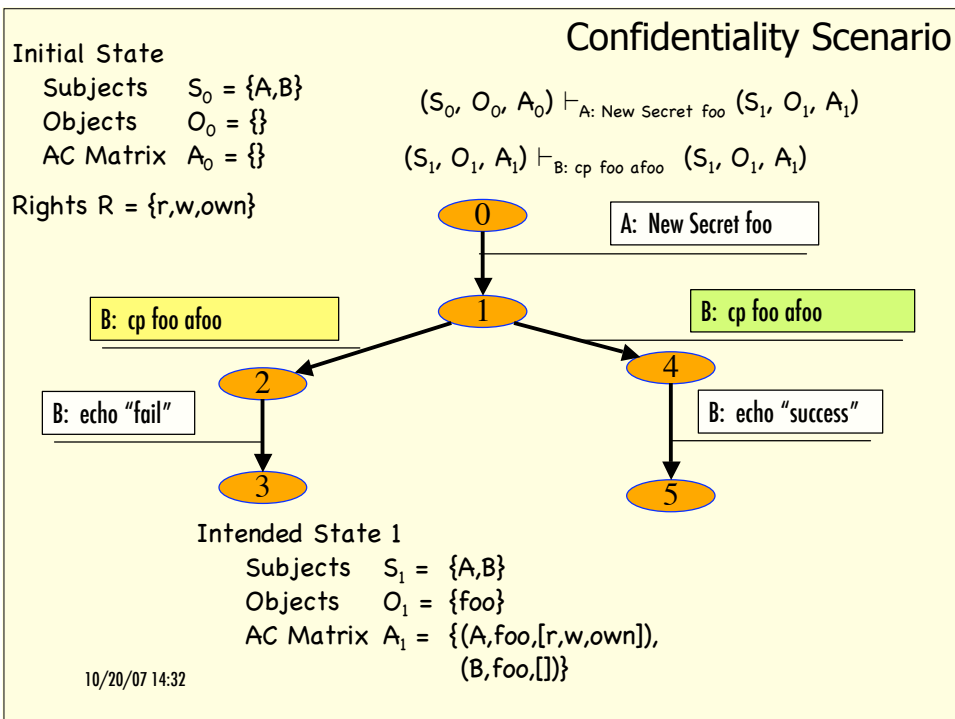 Confidentiality Scenario
Initial State
Subjects S₀ = {A,B}
Objects O₀ = {}
AC Matrix A₀ = {}
Rights R = {r,w,own}
(S₀, O₀, A₀) ⊢A: New Secret foo (S₁, O₁, A₁)
(S₁, O₁, A₁) ⊢B: cp foo afoo (S₁, O₁, A₁)
0
A: New Secret foo
1
B: cp foo afoo
B: cp foo afoo
2
4
B: echo “fail”
B: echo “success”
3
5
Intended State 1
Subjects S₁ = {A,B}
Objects O₁ = {foo}
AC Matrix A₁ = {(A,foo,[r,w,own]),
(B,foo,[])}
10/20/07 14:32